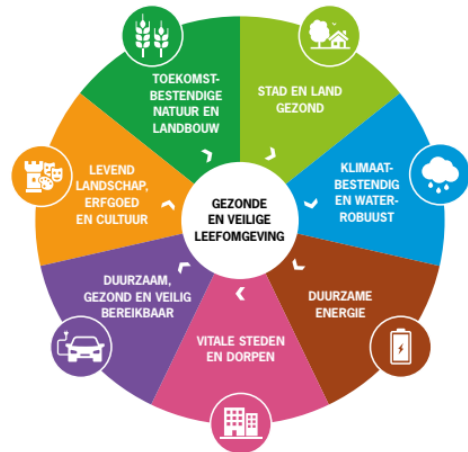 TOEKOMST-
BESTENDIGE
NATUUR EN
LANDBOUW
STAD EN LAND
GEZOND
KLIMAAT-
BESTENDIG
EN WATER-
ROBUUST
DUURZAME
ENERGIE
VITALE STEDEN
EN DORPEN
DUURZAAM,
GEZOND EN VEILIG
BEREIKBAAR
LEVEND
LANDSCHAP,
ERFGOED
EN CULTUUR
GEZONDE
EN VEILIGE
LEEFOMGEVING